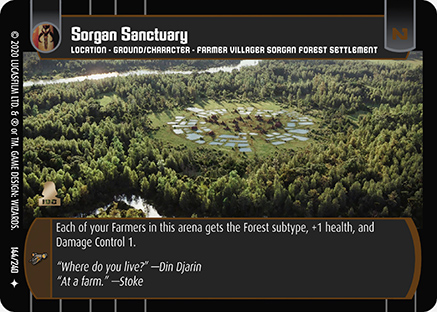 Sorgan Sanctuary
LOCATION - GROUND/CHARACTER - FARMER VILLAGER SORGAN FOREST SETTLEMENT
© 2020 LUCASFILM LTD. & ® or TM. GAME DESIGN: WIZARDS.
144/240
Each of your Farmers in this arena gets the Forest subtype, +1 health, and
Damage Control 1.
“Where do you live?” —Din Djarin
“At a farm.” —Stoke